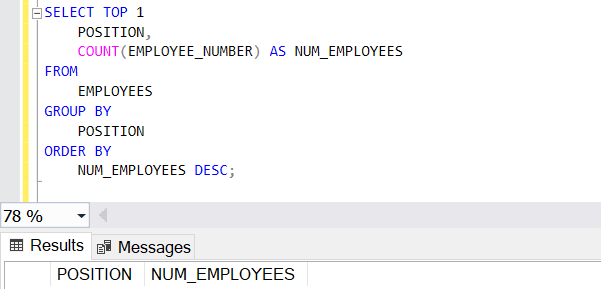 SELECT TOP 1
POSITION,
COUNT(EMPLOYEE_NUMBER) AS NUM_EMPLOYEES
FROM
EMPLOYEES
GROUP BY
POSITION
ORDER BY
NUM_EMPLOYEES DESC;
78 %
Results Messages
POSITION NUM_EMPLOYEES